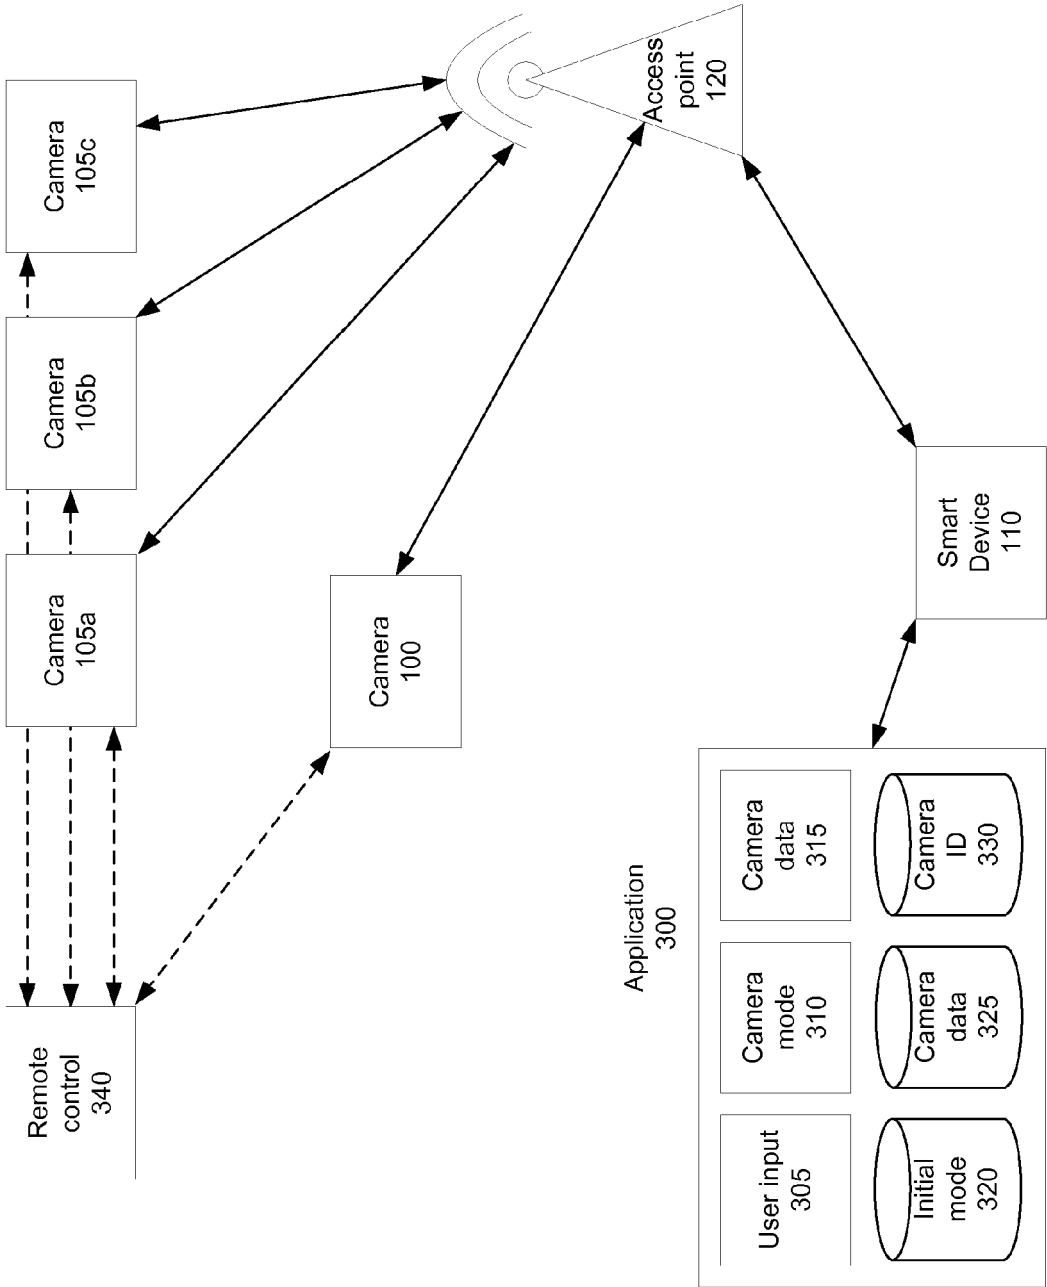 Remote
control
340
Camera
105a
Camera
105b
Camera
105c
Camera
100
Access
point
120
Application
300
User input
305
Camera
mode
310
Camera
data
315
Initial
mode
320
Camera
data
325
Camera
ID
330
Smart
Device
110